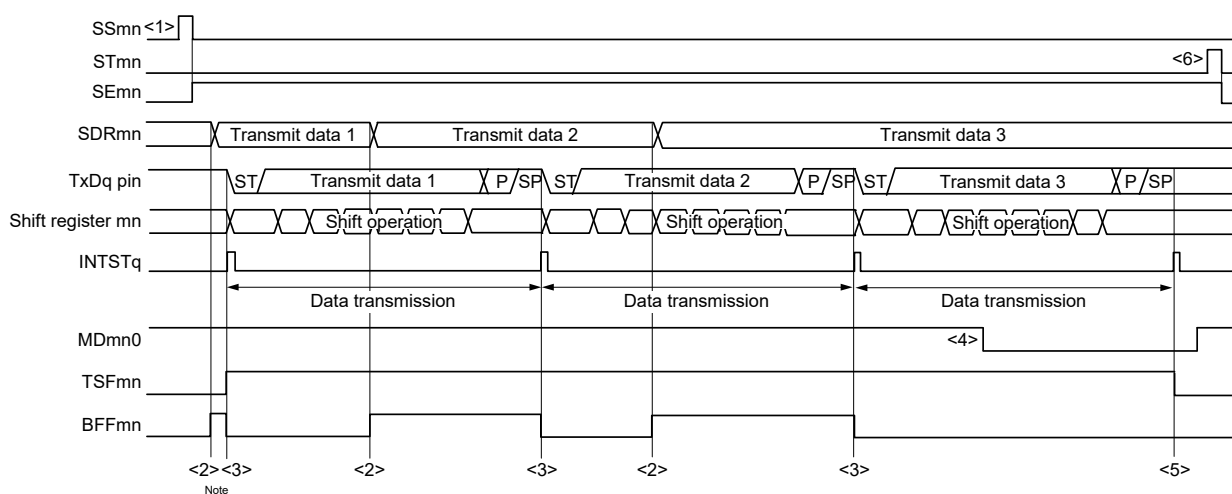 SSmn <1>
STmn <6>
SEmn
SDRmn Transmit data 1 Transmit data 2 Transmit data 3
TxDq pin ST Transmit data 1 P SP ST Transmit data 2 P SP ST Transmit data 3 P SP
Shift register mn Shift operation Shift operation Shift operation
INTSTq
Data transmission Data transmission Data transmission
MDmn0 <4>
TSFmn
BFFmn
<2> <3> <2> <3> <2> <3> <5>
Note